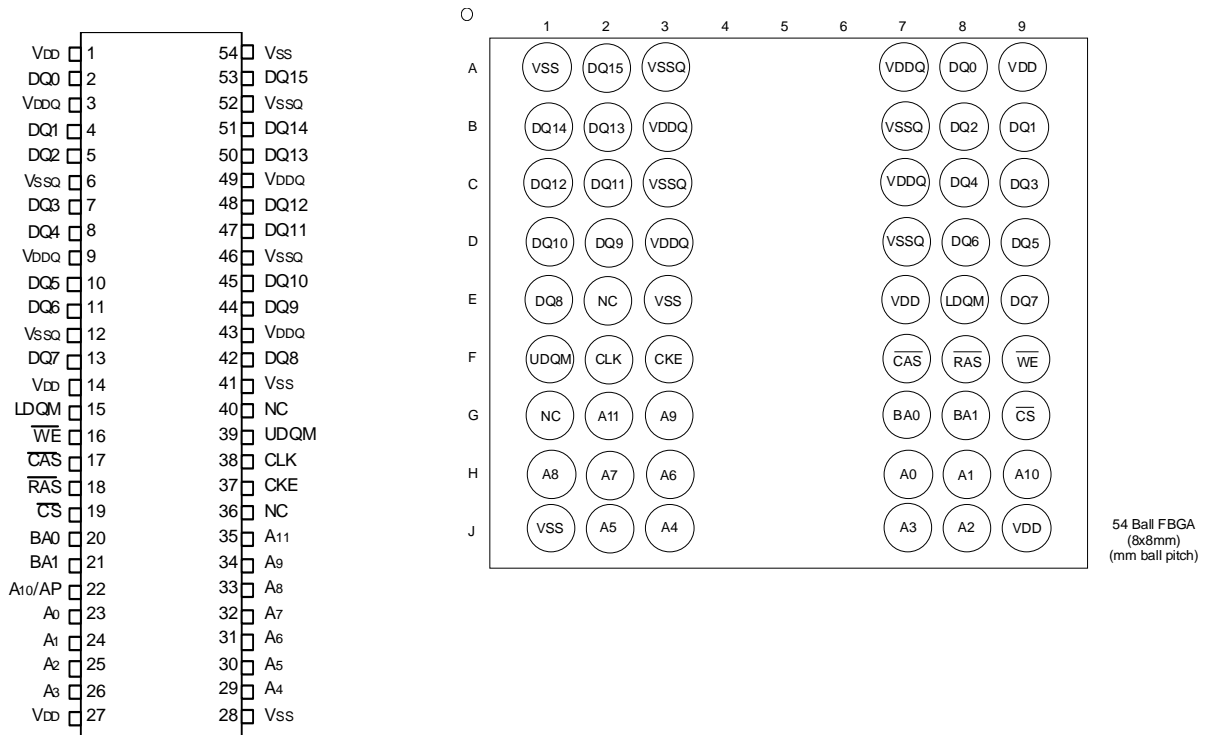 VDD 1 54 VSS
DQ0 2 53 DQ15
VDDQ 3 52 VSSQ
DQ1 4 51 DQ14
DQ2 5 50 DQ13
VSSQ 6 49 VDDQ
DQ3 7 48 DQ12
DQ4 8 47 DQ11
VDDQ 9 46 VSSQ
DQ5 10 45 DQ10
DQ6 11 44 DQ9
VSSQ 12 43 VDDQ
DQ7 13 42 DQ8
VDD 14 41 VSS
LDQM 15 40 NC
WE 16 39 UDQM
CAS 17 38 CLK
RAS 18 37 CKE
CS 19 36 NC
BA0 20 35 A11
BA1 21 34 A9
A10/AP 22 33 A8
A0 23 32 A7
A1 24 31 A6
A2 25 30 A5
A3 26 29 A4
VDD 27 28 VSS
1 2 3 4 5 6 7 8 9
A VSS DQ15 VSSQ VDDQ DQ0 VDD
B DQ14 DQ13 VDDQ VSSQ DQ2 DQ1
C DQ12 DQ11 VSSQ VDDQ DQ4 DQ3
D DQ10 DQ9 VDDQ VSSQ DQ6 DQ5
E DQ8 NC VSS VDD LDQM DQ7
F UDQM CLK CKE CAS RAS WE
G NC A11 A9 BA0 BA1 CS
H A8 A7 A6 A0 A1 A10
J VSS A5 A4 A3 A2 VDD
54 Ball FBGA
(8x8mm)
(mm ball pitch)